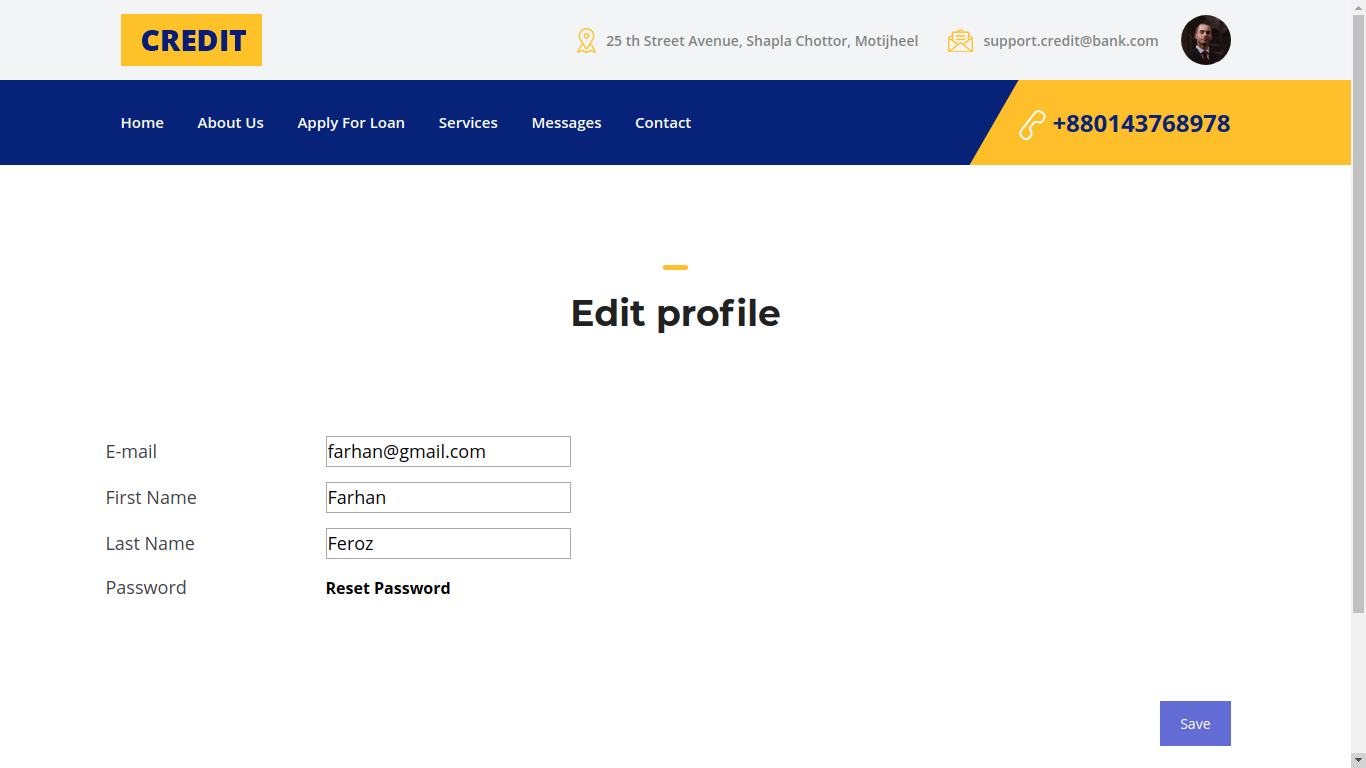 CREDIT
25 th Street Avenue, Shapla Chottor, Motijheel
support.credit@bank.com
Home
About Us
Apply For Loan
Services
Messages
Contact
+880143768978
Edit profile
E-mail
farhan@gmail.com
First Name
Farhan
Last Name
Feroz
Password
Reset Password
Save